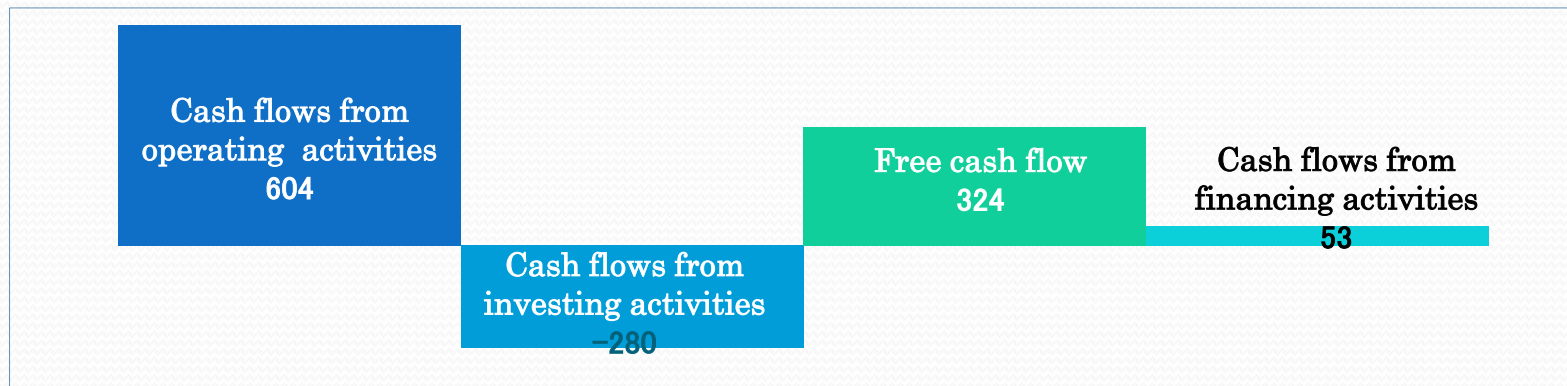 Cash flows from
operating activities
604
Cash flows from
investing activities
−280
Free cash flow
324
Cash flows from
financing activities
53